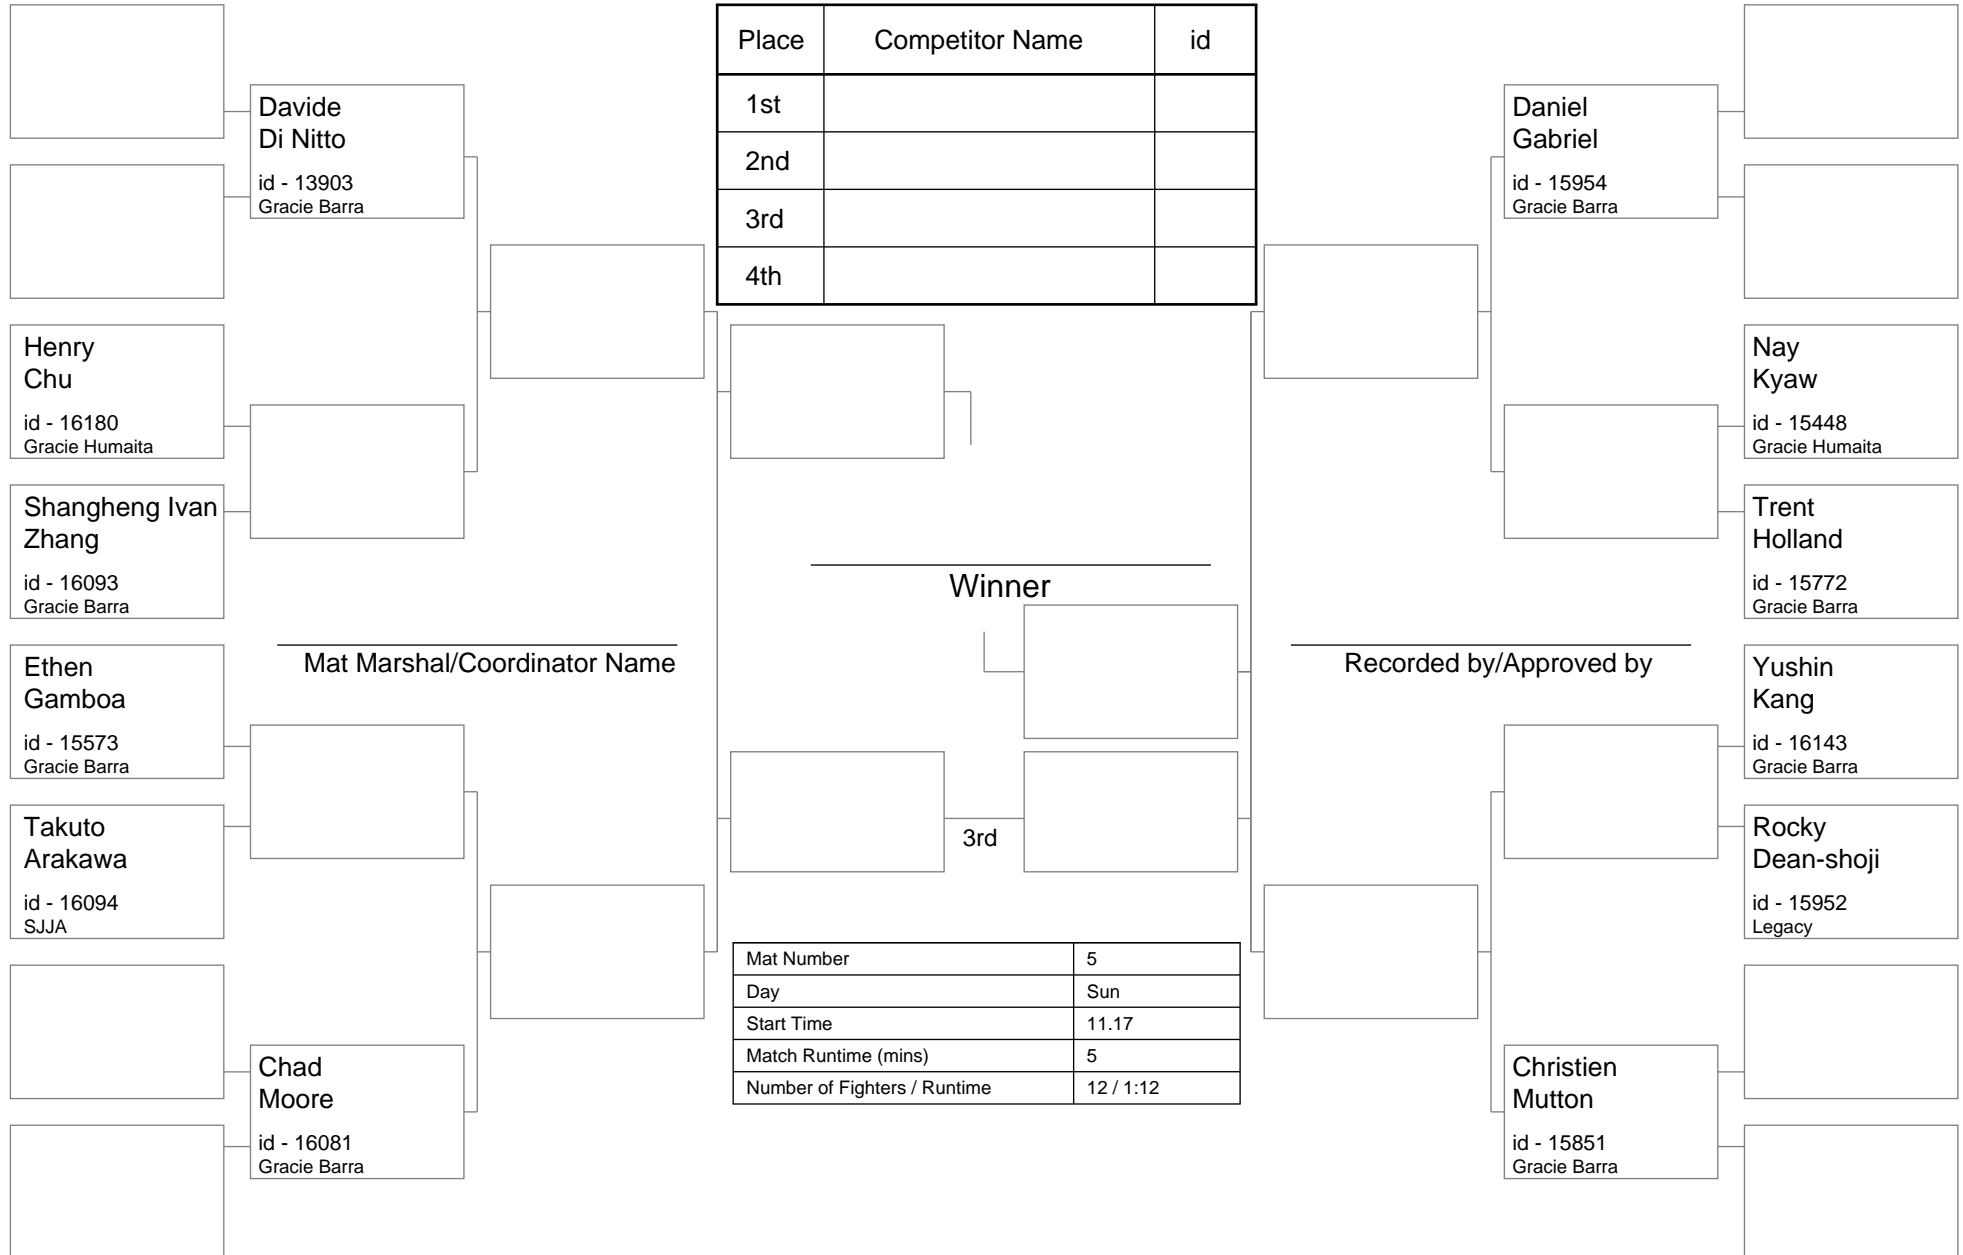 Place Competitor Name id
1st
2nd
3rd
4th
Davide
Di Nitto
id - 13903
Gracie Barra
Henry
Chu
id - 16180
Gracie Humaita
Shangheng Ivan
Zhang
id - 16093
Gracie Barra
Ethen
Gamboa
id - 15573
Gracie Barra
Takuto
Arakawa
id - 16094
SJJA
Chad
Moore
id - 16081
Gracie Barra
Mat Marshal/Coordinator Name
Winner
3rd
Recorded by/Approved by
Mat Number 5
Day Sun
Start Time 11.17
Match Runtime (mins) 5
Number of Fighters / Runtime 12 / 1:12
Daniel
Gabriel
id - 15954
Gracie Barra
Nay
Kyaw
id - 15448
Gracie Humaita
Trent
Holland
id - 15772
Gracie Barra
Yushin
Kang
id - 16143
Gracie Barra
Rocky
Dean-shoji
id - 15952
Legacy
Christien
Mutton
id - 15851
Gracie Barra